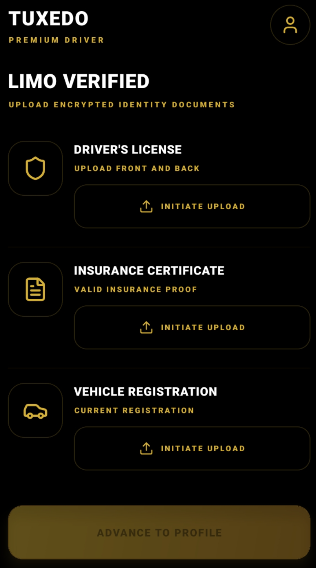 TUXEDO
PREMIUM DRIVER
LIMO VERIFIED
UPLOAD ENCRYPTED IDENTITY DOCUMENTS
DRIVER'S LICENSE
UPLOAD FRONT AND BACK
INITIATE UPLOAD
INSURANCE CERTIFICATE
VALID INSURANCE PROOF
INITIATE UPLOAD
VEHICLE REGISTRATION
CURRENT REGISTRATION
INITIATE UPLOAD
ADVANCE TO PROFILE